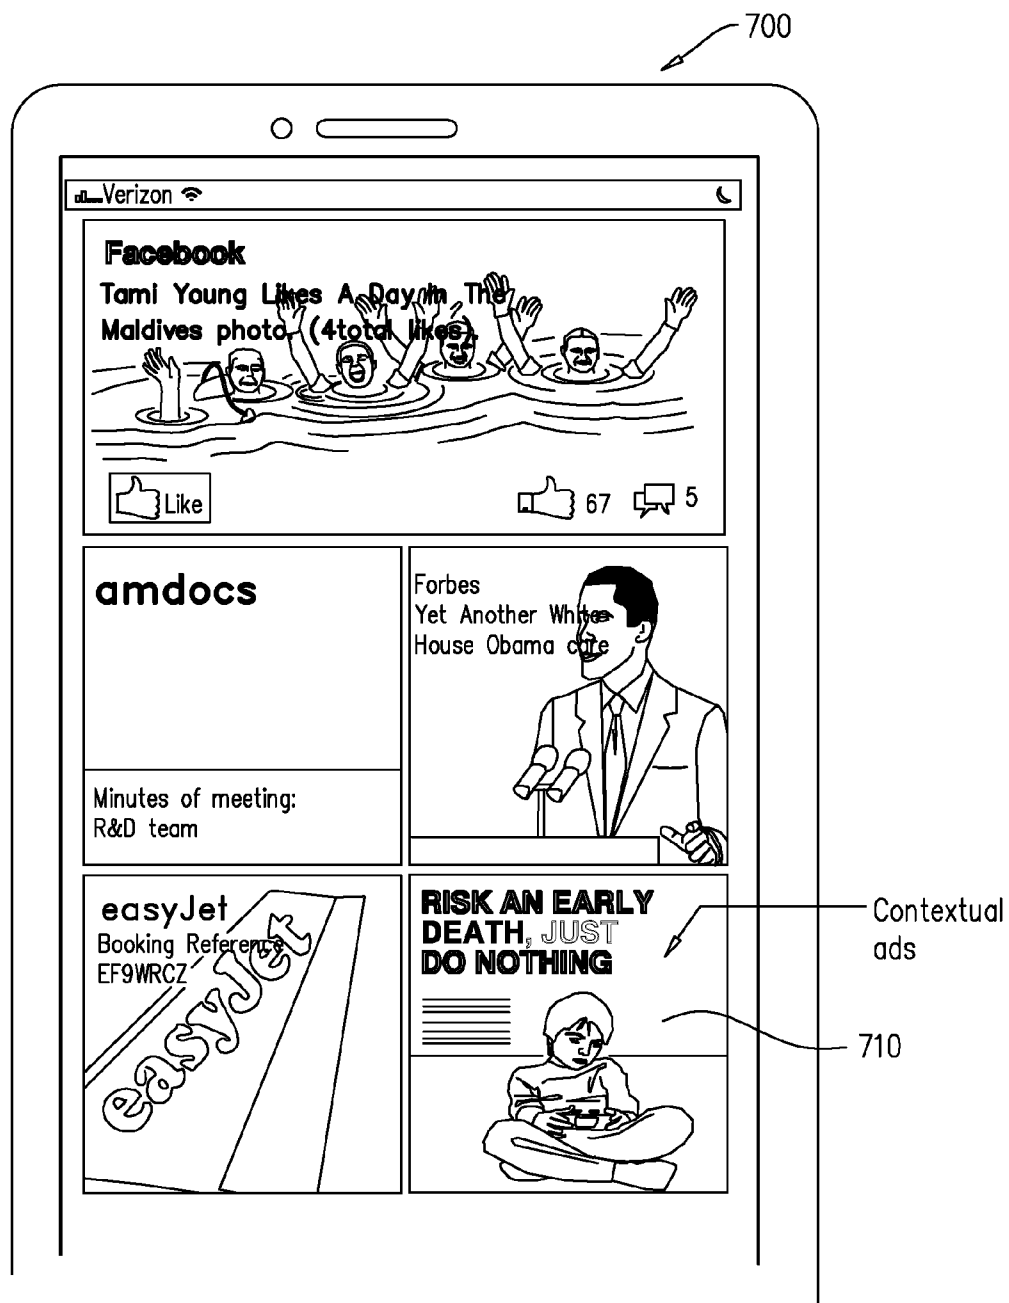 700
Verizon
Facebook
Tami Young Likes A Day in The
Maldives photo. (4total likes).
Like
67
5
amdocs
Minutes of meeting:
R&D team
Forbes
Yet Another White
House Obama care
easyJet
Booking Reference
EF9WRCZ
easyJet
RISK AN EARLY
DEATH, JUST
DO NOTHING
Contextual
ads
710